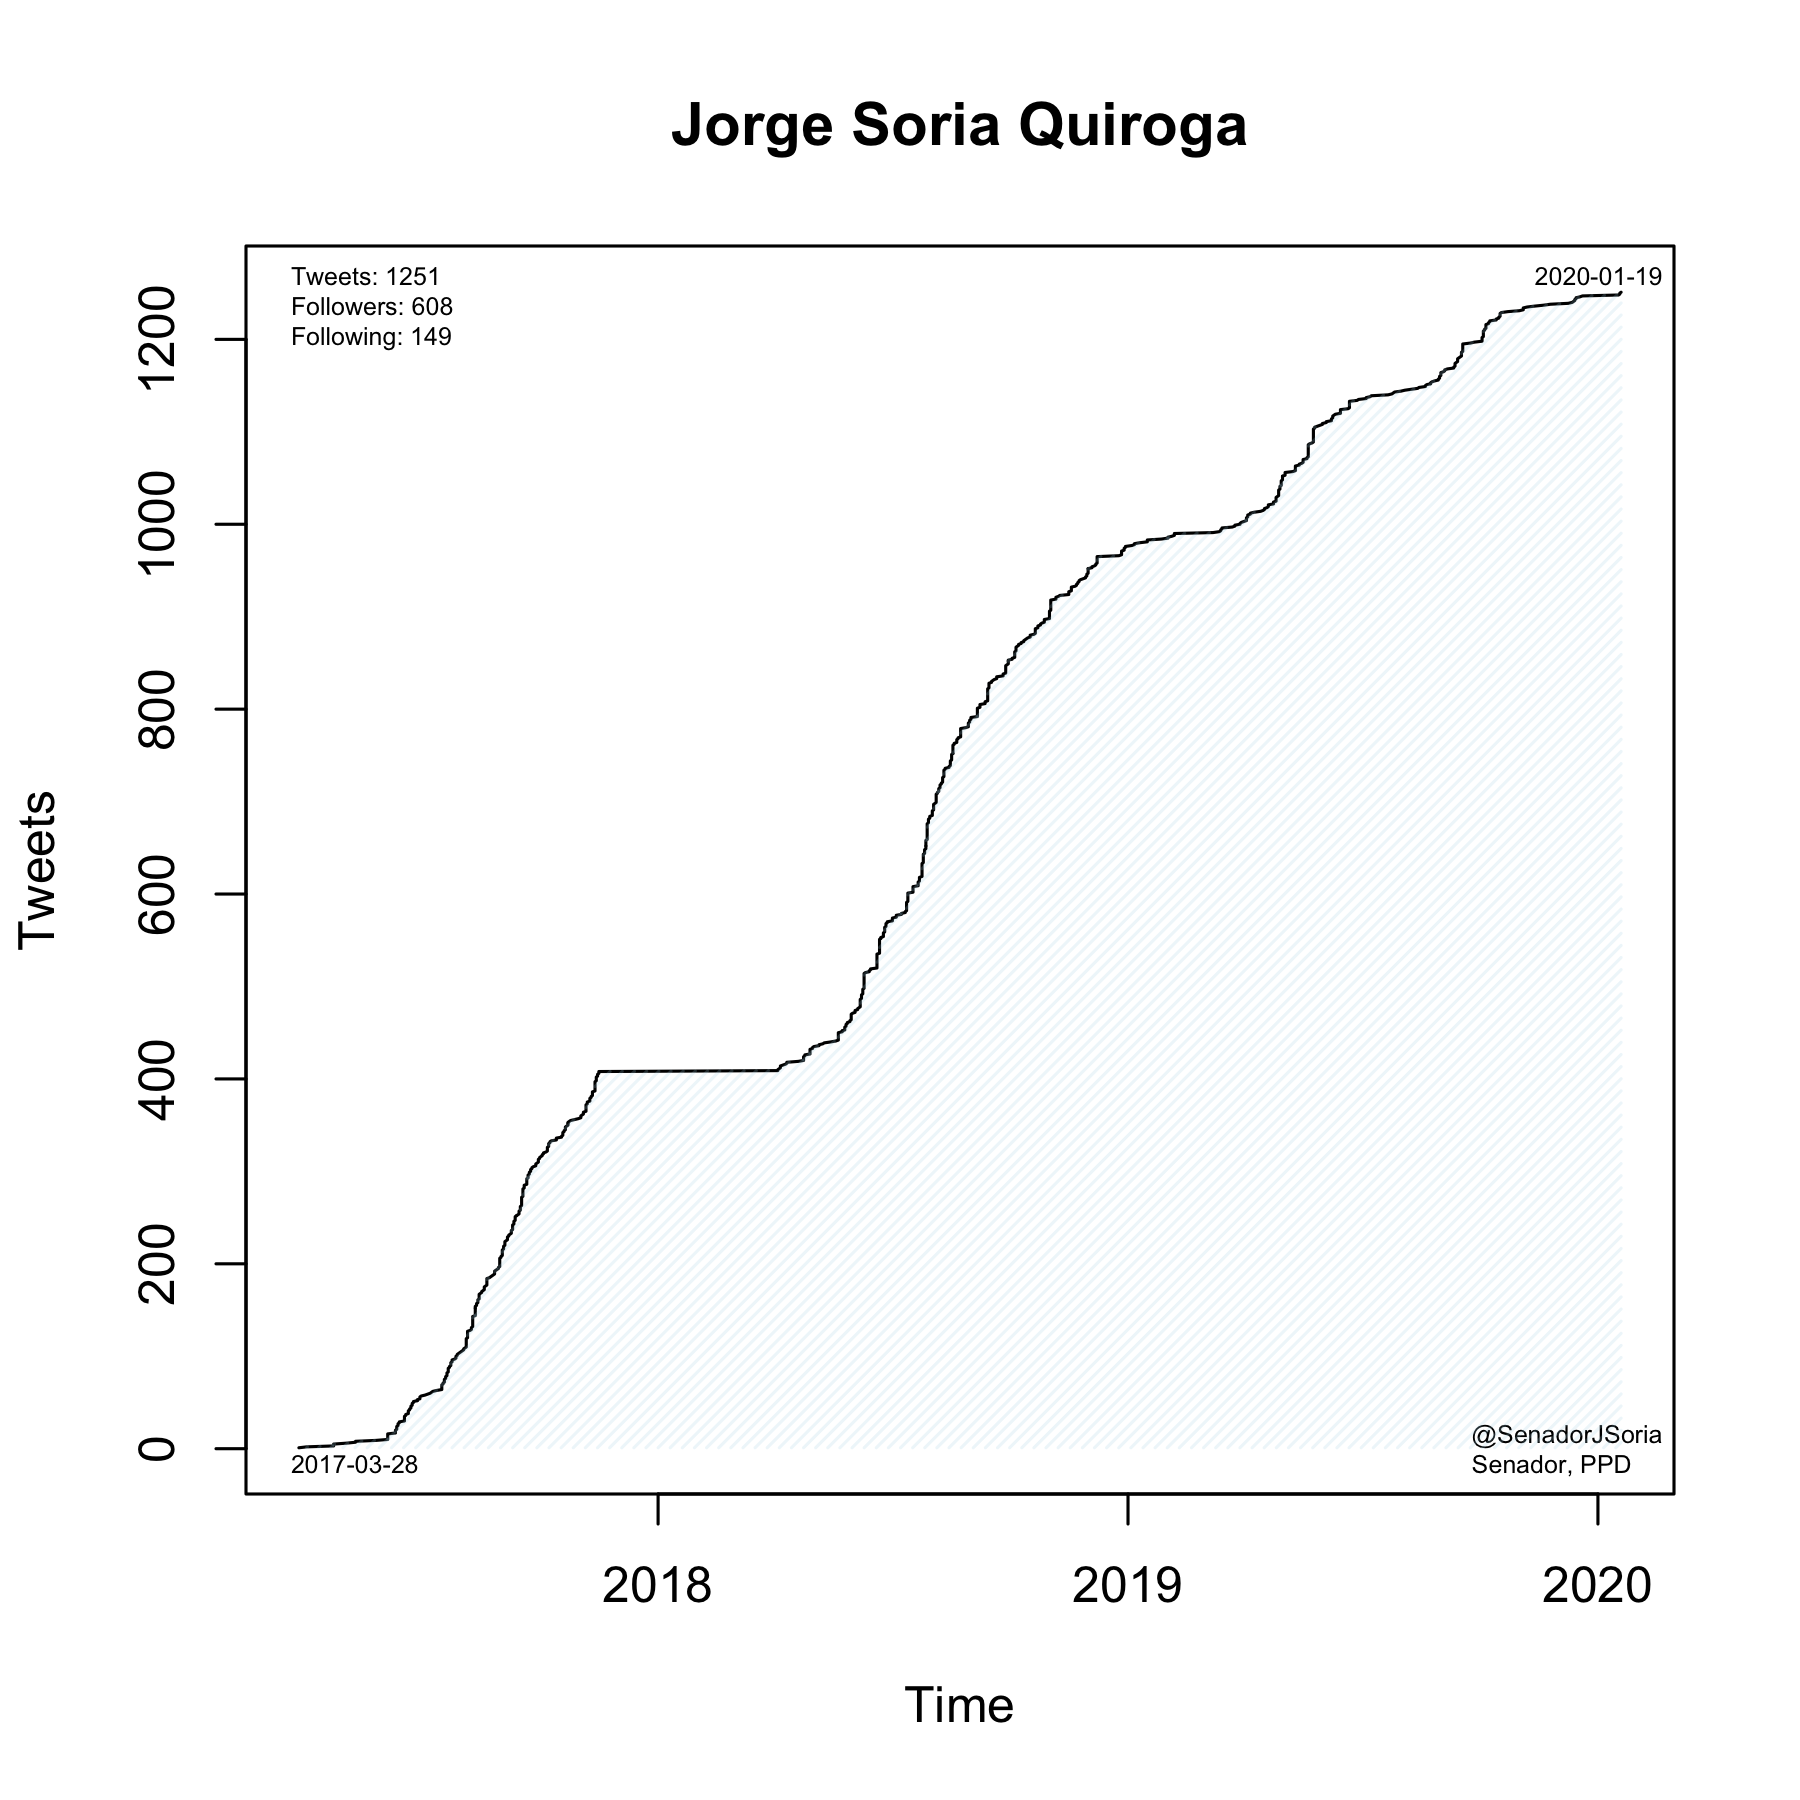 Jorge Soria Quiroga
Tweets: 1251
Followers: 608
Following: 149
2020-01-19
1200
1000
800
600
400
200
0
Tweets
2017-03-28
@SenadorJSoria
Senador, PPD
2018
2019
2020
Time